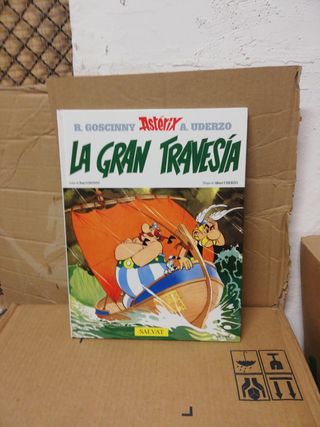 R. GOSCINNY Astérix A. UDERZO
LA GRAN TRAVESÍA
SALVAT